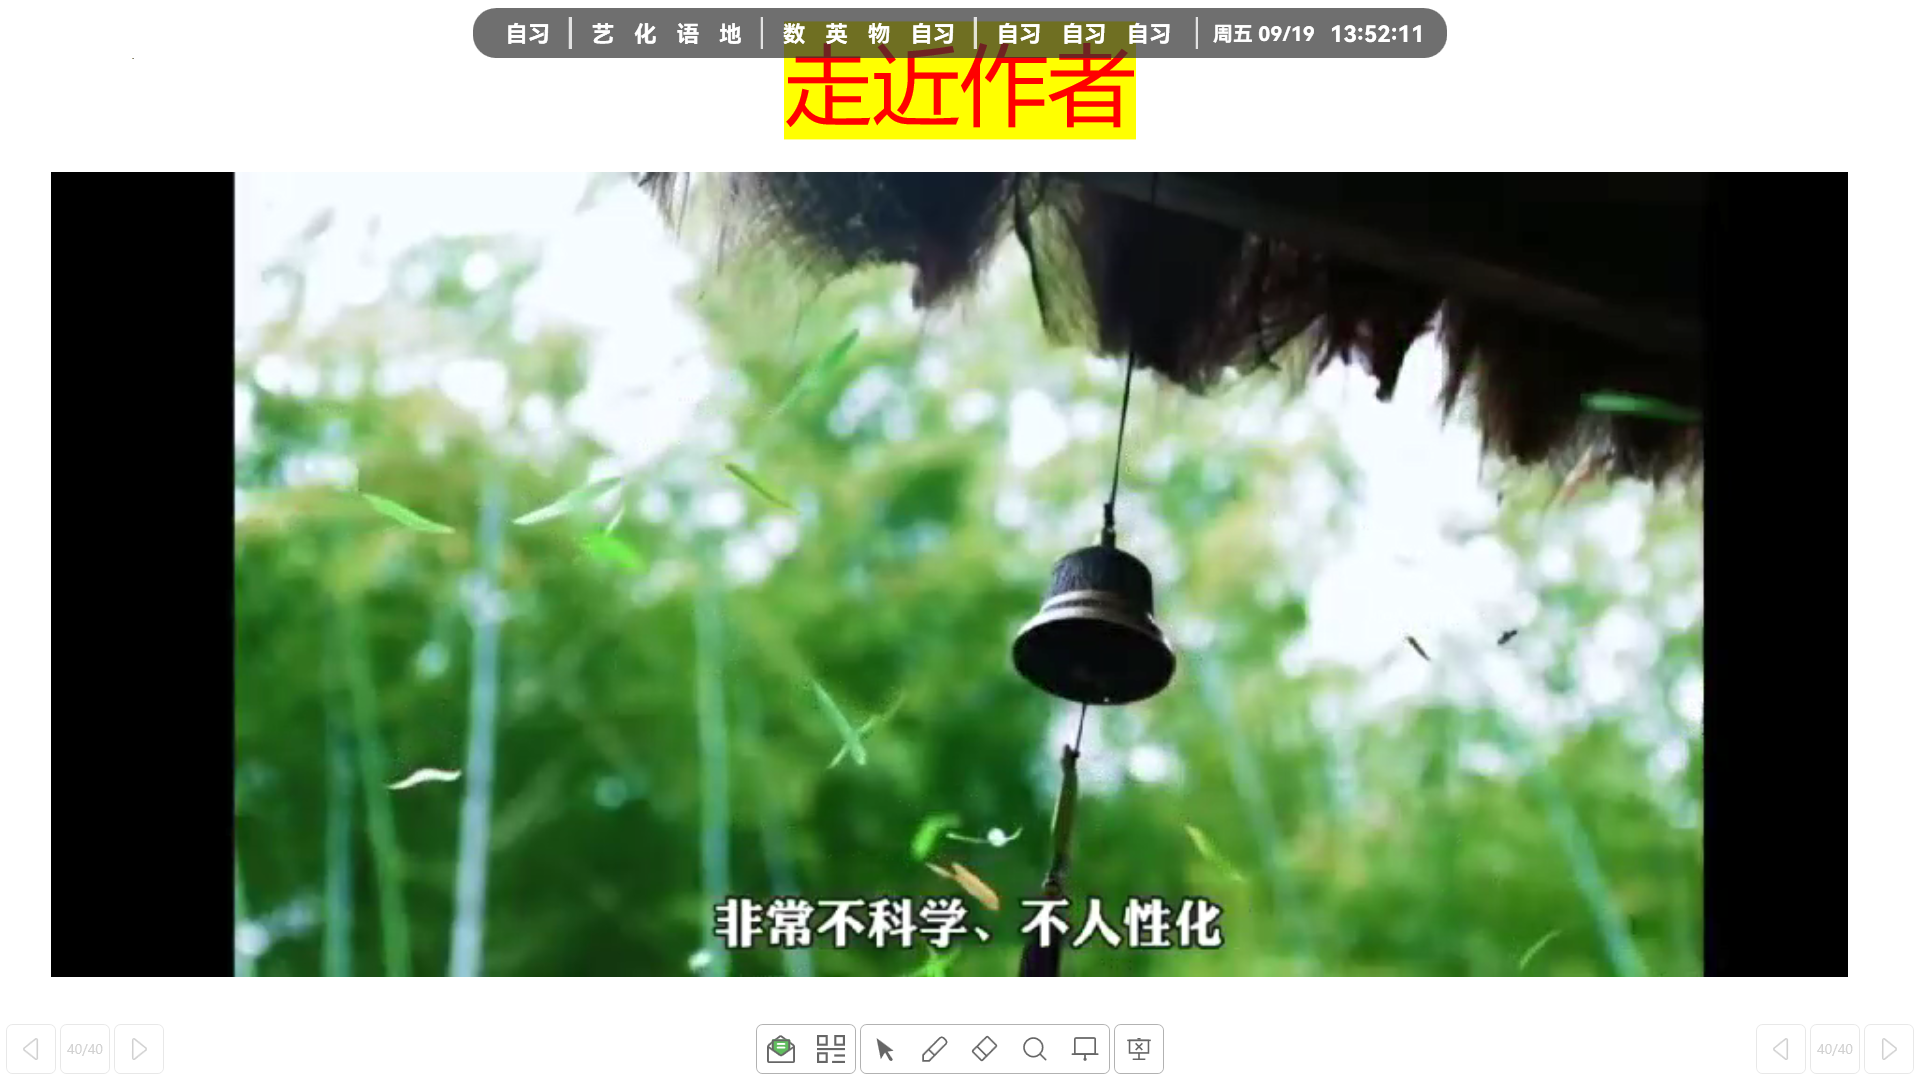 自习 艺 化 语 地 数 英 物 自习 自习 自习 自习 周五 09/19 13:52:11
走近作者
非常不科学、不人性化
40/40 40/40